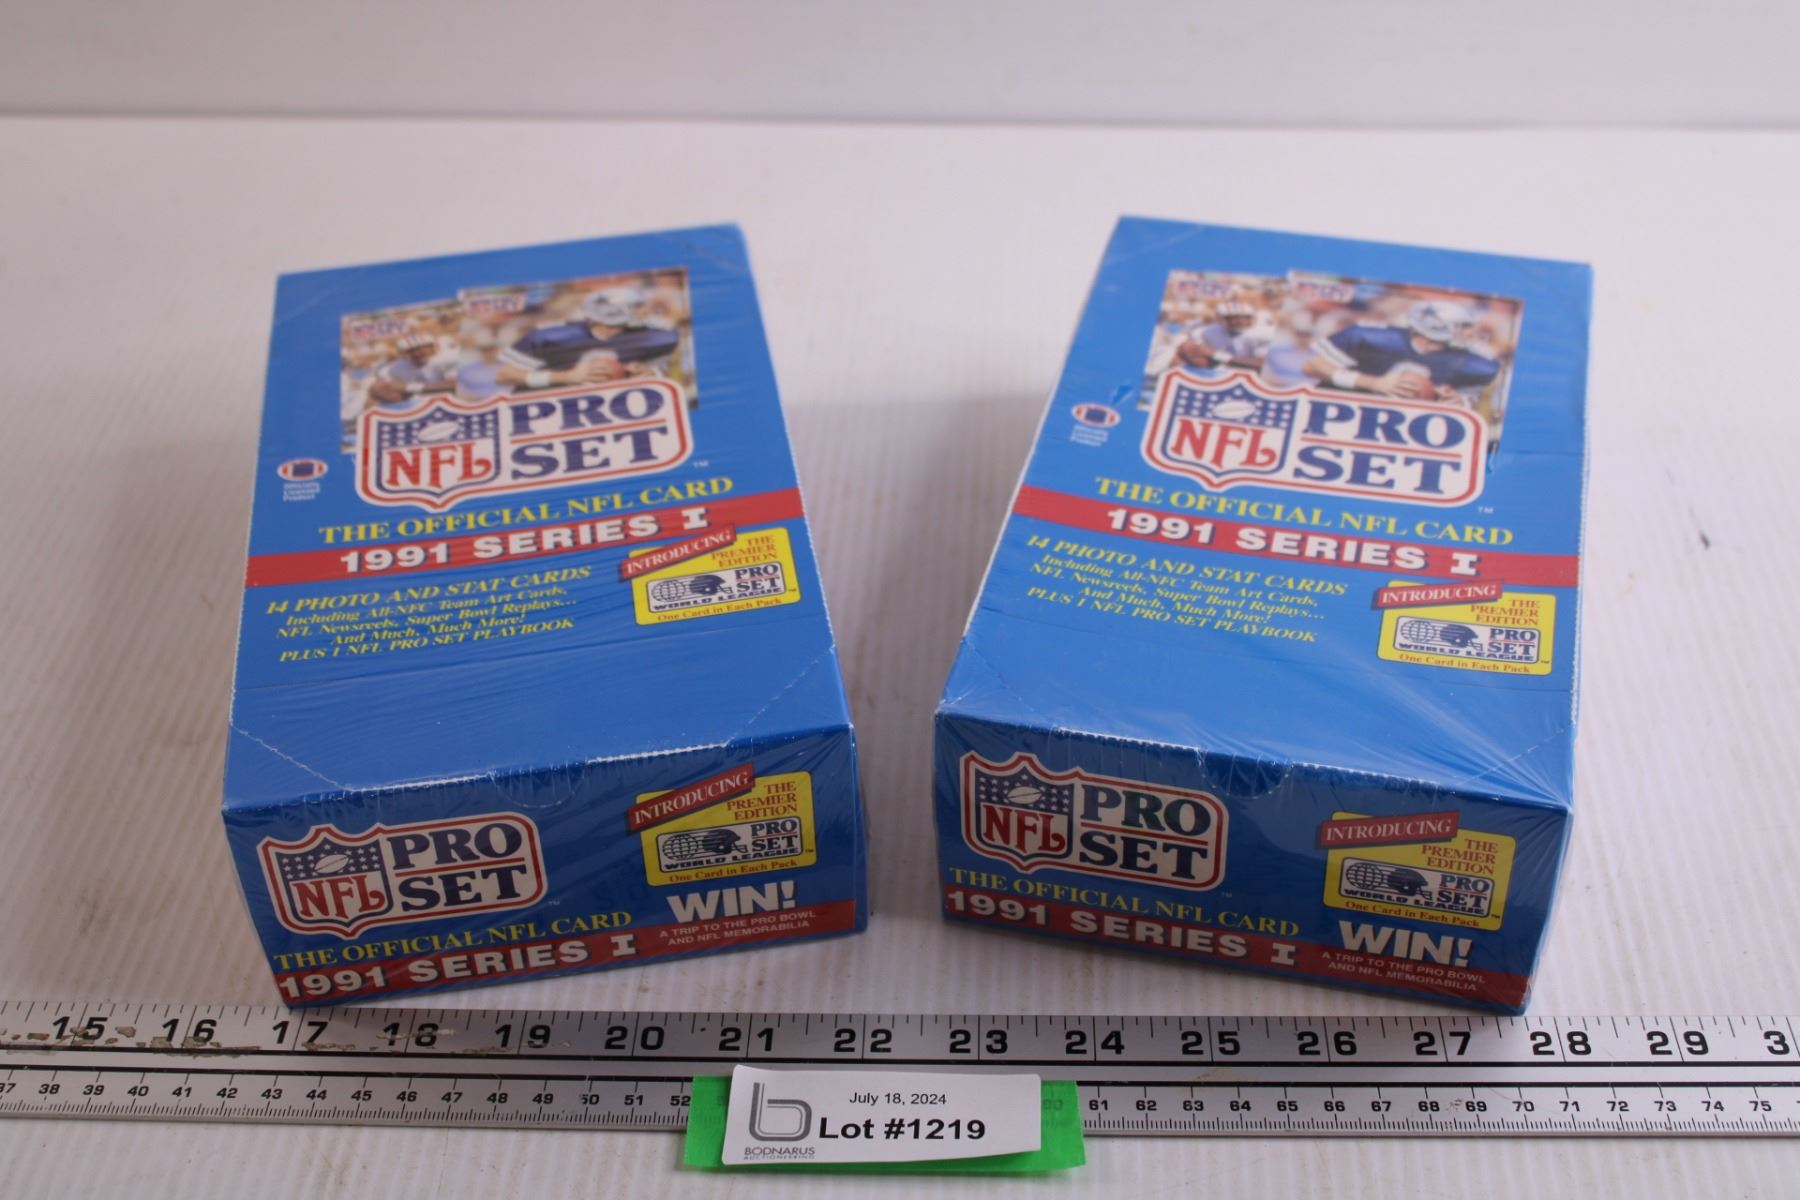 NFL PRO SET
THE OFFICIAL NFL CARD
1991 SERIES I
14 PHOTO AND STAT CARDS
Including All-NFC Team Art Cards,
NFL Newsreels, Super Bowl Replays...
And Much, Much More!
PLUS 1 NFL PRO SET PLAYBOOK
INTRODUCING
THE PREMIER EDITION
PRO SET
WORLD LEAGUE
One Card in Each Pack
Officially
Licensed
Product
NFL PRO SET
THE OFFICIAL NFL CARD
1991 SERIES I
INTRODUCING
THE
PREMIER
EDITION
PRO SET
WORLD LEAGUE
One Card in Each Pack
WIN!
A TRIP TO THE PRO BOWL
AND NFL MEMORABILIA
NFL PRO SET
THE OFFICIAL NFL CARD
1991 SERIES I
14 PHOTO AND STAT CARDS
Including All-NFC Team Art Cards,
NFL Newsreels, Super Bowl Replays...
And Much, Much More!
PLUS 1 NFL PRO SET PLAYBOOK
INTRODUCING
THE
PREMIER
EDITION
PRO SET
WORLD LEAGUE
One Card in Each Pack
NFL PRO SET
THE OFFICIAL NFL CARD
1991 SERIES I
INTRODUCING
THE
PREMIER
EDITION
PRO SET
WORLD LEAGUE
One Card in Each Pack
WIN!
A TRIP TO THE PRO BOWL
AND NFL MEMORABILIA
15 16 17 18 19 20 21 22 23 24 25 26 27 28 29 3
37 38 39 40 41 42 43 44 45 46 47 48 49 50 51 52 61 62 63 64 65 66 67 68 69 70 71 72 73 74 75
July 18, 2024
Lot #1219
BODNARUS
AUCTIONEERING